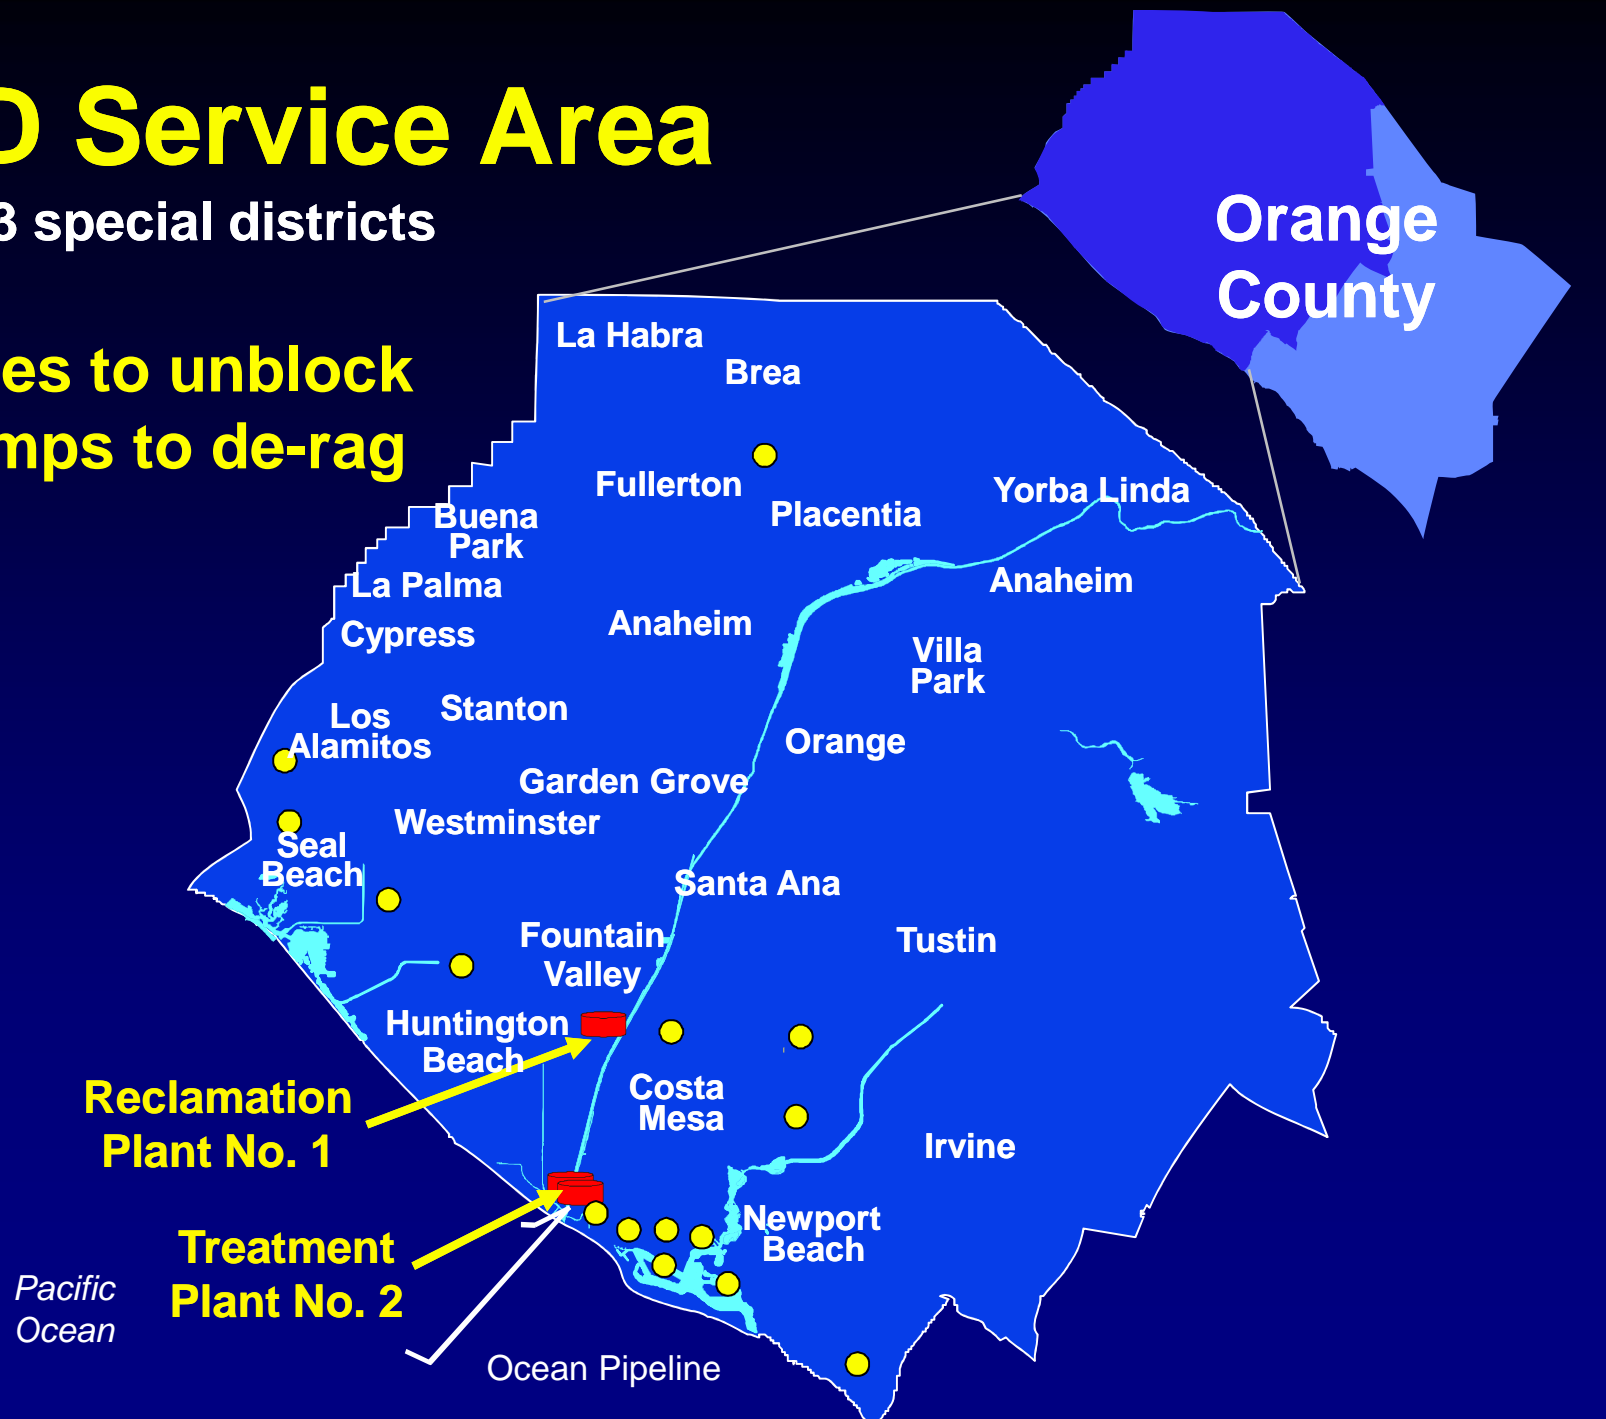 D Service Area
3 special districts
es to unblock
mps to de-rag
Orange
County
La Habra
Brea
Fullerton
Yorba Linda
Placentia
Buena
Park
La Palma
Anaheim
Cypress
Anaheim
Villa
Park
Stanton
Los
Alamitos
Orange
Garden Grove
Westminster
Seal
Beach
Santa Ana
Fountain
Valley
Tustin
Huntington
Beach
Costa
Mesa
Reclamation
Plant No. 1
Irvine
Newport
Beach
Treatment
Plant No. 2
Pacific
Ocean
Ocean Pipeline